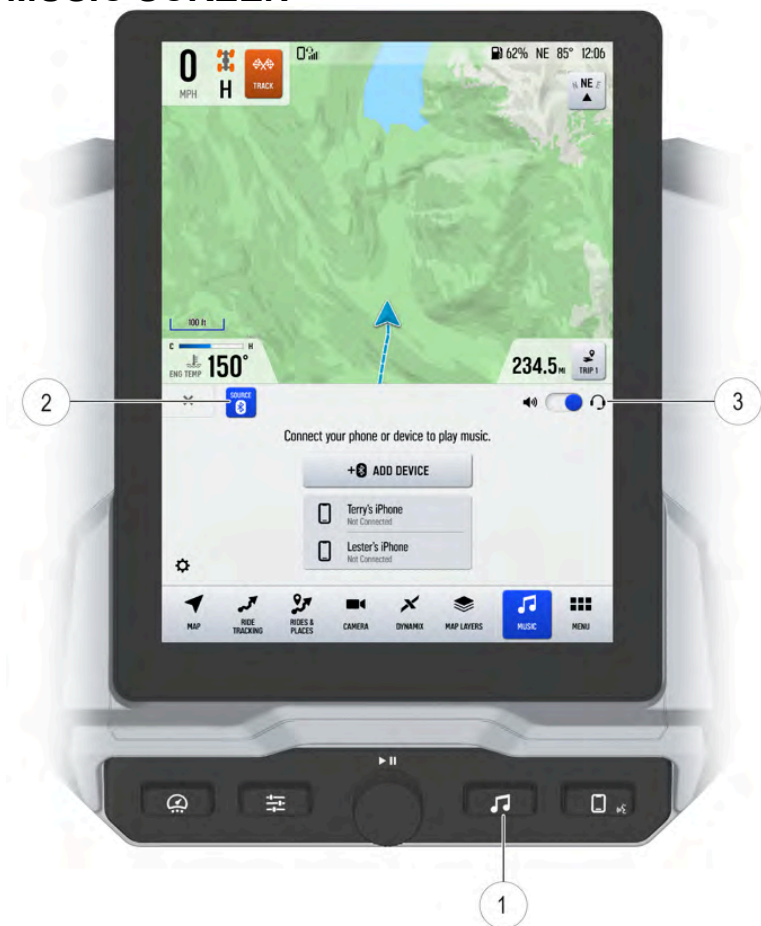 MUSIC SCREEN
0
MPH
H
TRACK
62% NE 85° 12:06
NE
100 ft
C H
ENG TEMP 150°
234.5 MI
TRIP 1
2
SOURCE
3
Connect your phone or device to play music.
+ ADD DEVICE
Terry's iPhone
Not Connected
Lester's iPhone
Not Connected
MAP
RIDE TRACKING
RIDES & PLACES
CAMERA
DYNAMIX
MAP LAYERS
MUSIC
MENU
1